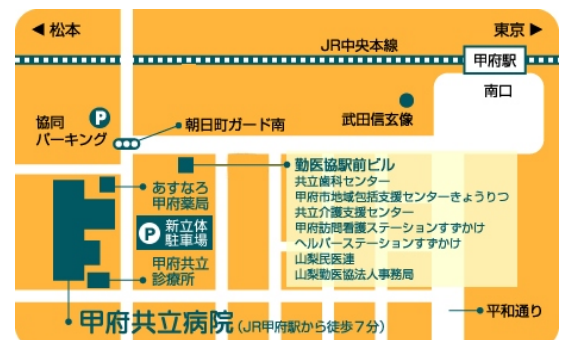 ◀ 松本
東京 ▶
JR中央本線
甲府駅
南口
協同
パーキング
P
朝日町ガード南
武田信玄像
勤医協駅前ビル
共立歯科センター
甲府市地域包括支援センターきょうりつ
共立介護支援センター
甲府訪問看護ステーションすずかけ
ヘルパーステーションすずかけ
山梨民医連
山梨勤医協法人事務局
あすなろ
甲府薬局
P 新立体
駐車場
甲府共立
診療所
平和通り
甲府共立病院(JR甲府駅から徒歩7分)